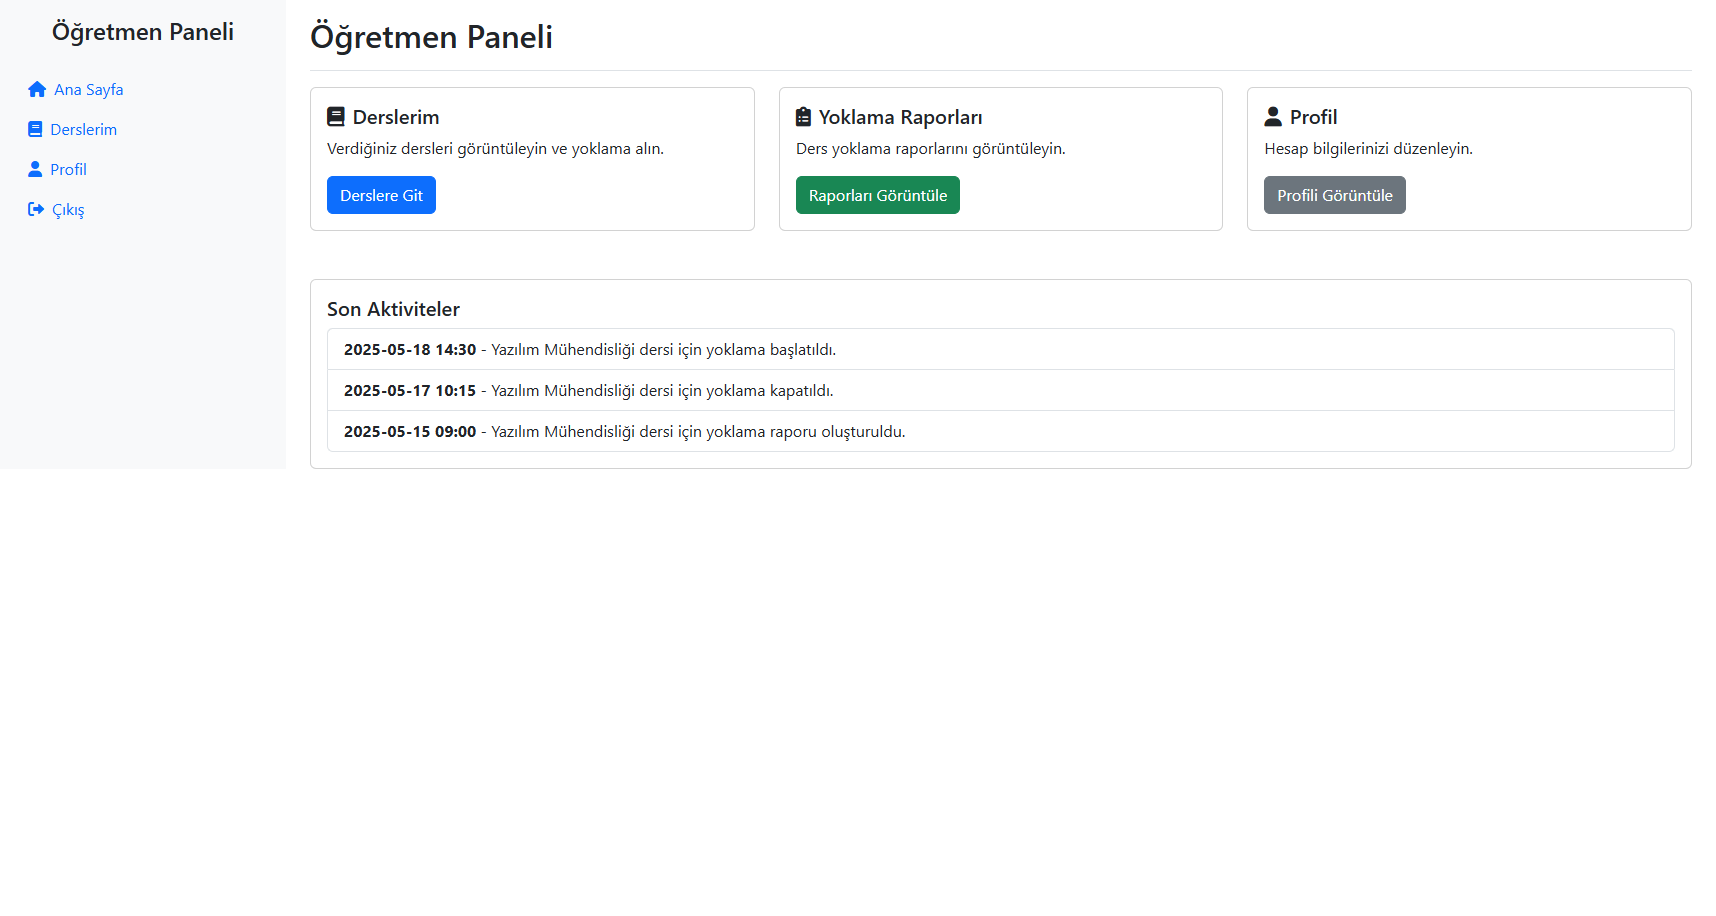 Öğretmen Paneli
Ana Sayfa
Derslerim
Profil
Çıkış
Öğretmen Paneli
Derslerim
Verdiğiniz dersleri görüntüleyin ve yoklama alın.
Derslere Git
Yoklama Raporları
Ders yoklama raporlarını görüntüleyin.
Raporları Görüntüle
Profil
Hesap bilgilerinizi düzenleyin.
Profili Görüntüle
Son Aktiviteler
2025-05-18 14:30 - Yazılım Mühendisliği dersi için yoklama başlatıldı.
2025-05-17 10:15 - Yazılım Mühendisliği dersi için yoklama kapatıldı.
2025-05-15 09:00 - Yazılım Mühendisliği dersi için yoklama raporu oluşturuldu.